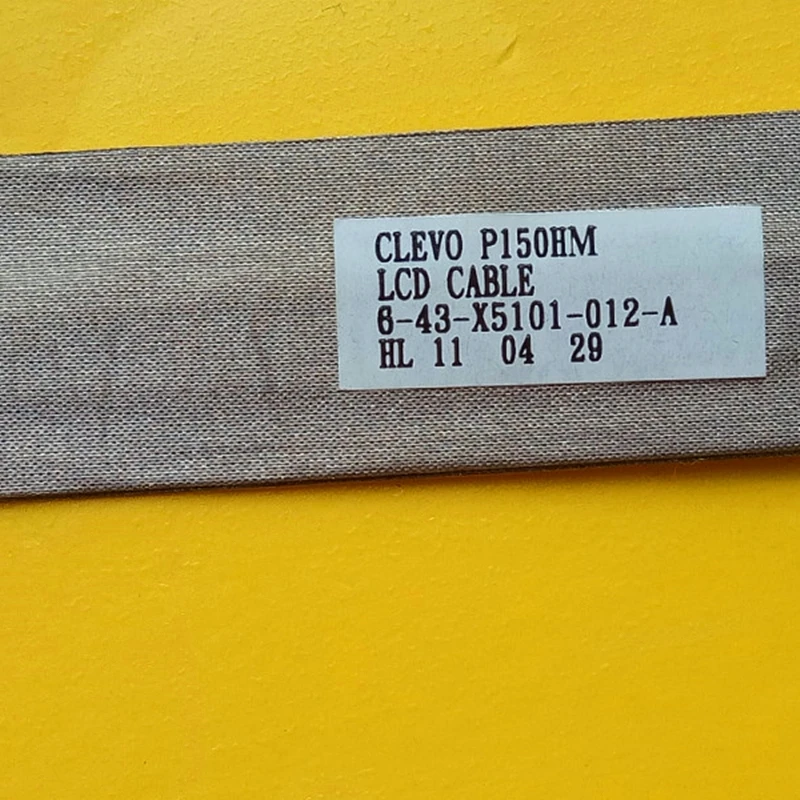 CLEVO P150HM
LCD CABLE
6-43-X5101-012-A
HL 11 04 29